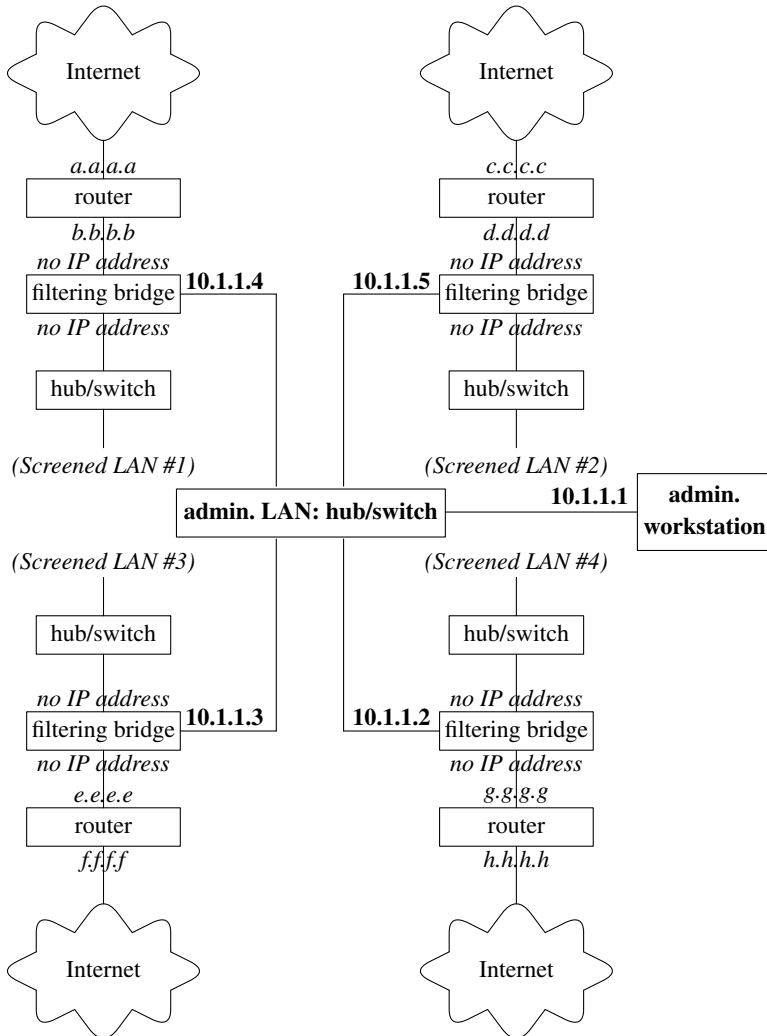 Internet
Internet
a.a.a.a
c.c.c.c
router
router
b.b.b.b
d.d.d.d
no IP address
no IP address
filtering bridge
10.1.1.4
10.1.1.5
filtering bridge
no IP address
no IP address
hub/switch
hub/switch
(Screened LAN #1)
(Screened LAN #2)
admin. LAN: hub/switch
10.1.1.1
admin.
workstation
(Screened LAN #3)
(Screened LAN #4)
hub/switch
hub/switch
no IP address
no IP address
filtering bridge
10.1.1.3
10.1.1.2
filtering bridge
no IP address
no IP address
e.e.e.e
g.g.g.g
router
router
f.f.f.f
h.h.h.h
Internet
Internet